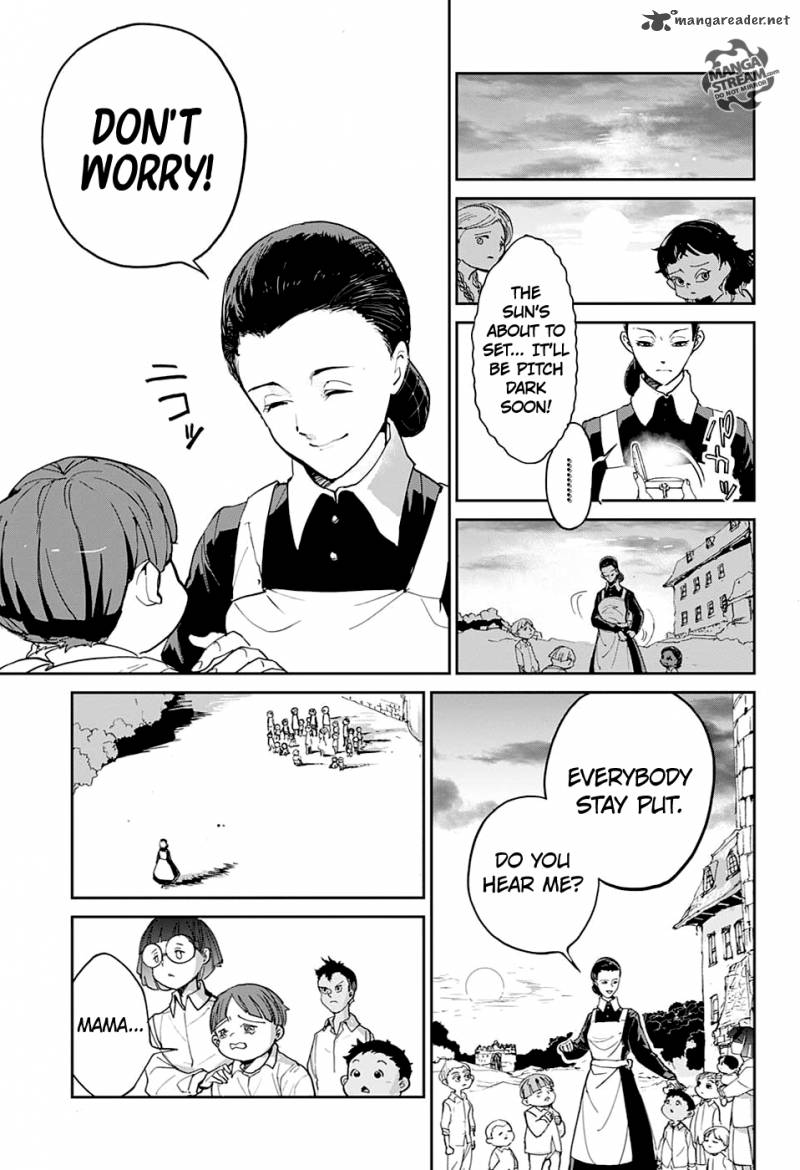 mangareader.net
MANGA
STREAM.com
DO NOT MIRROR
THE
SUN'S
ABOUT TO
SET... IT'LL
BE PITCH
DARK
SOON!
.........
DON'T
WORRY!
ニコッ
EVERYBODY
STAY PUT.
DO YOU
HEAR ME?
MAMA...